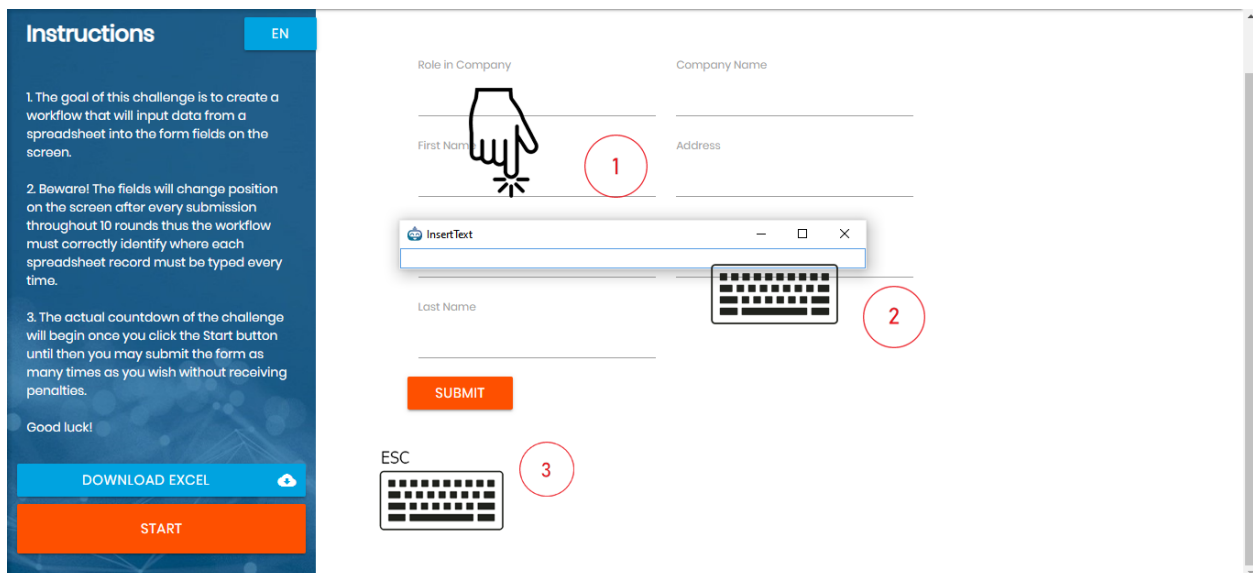 Instructions
EN
1. The goal of this challenge is to create a
workflow that will input data from a
spreadsheet into the form fields on the
screen.
2. Beware! The fields will change position
on the screen after every submission
throughout 10 rounds thus the workflow
must correctly identify where each
spreadsheet record must be typed every
time.
3. The actual countdown of the challenge
will begin once you click the Start button
until then you may submit the form as
many times as you wish without receiving
penalties.
Good luck!
DOWNLOAD EXCEL
START
Role in Company
Company Name
First Name
Address
1
InsertText
2
Last Name
SUBMIT
ESC
3